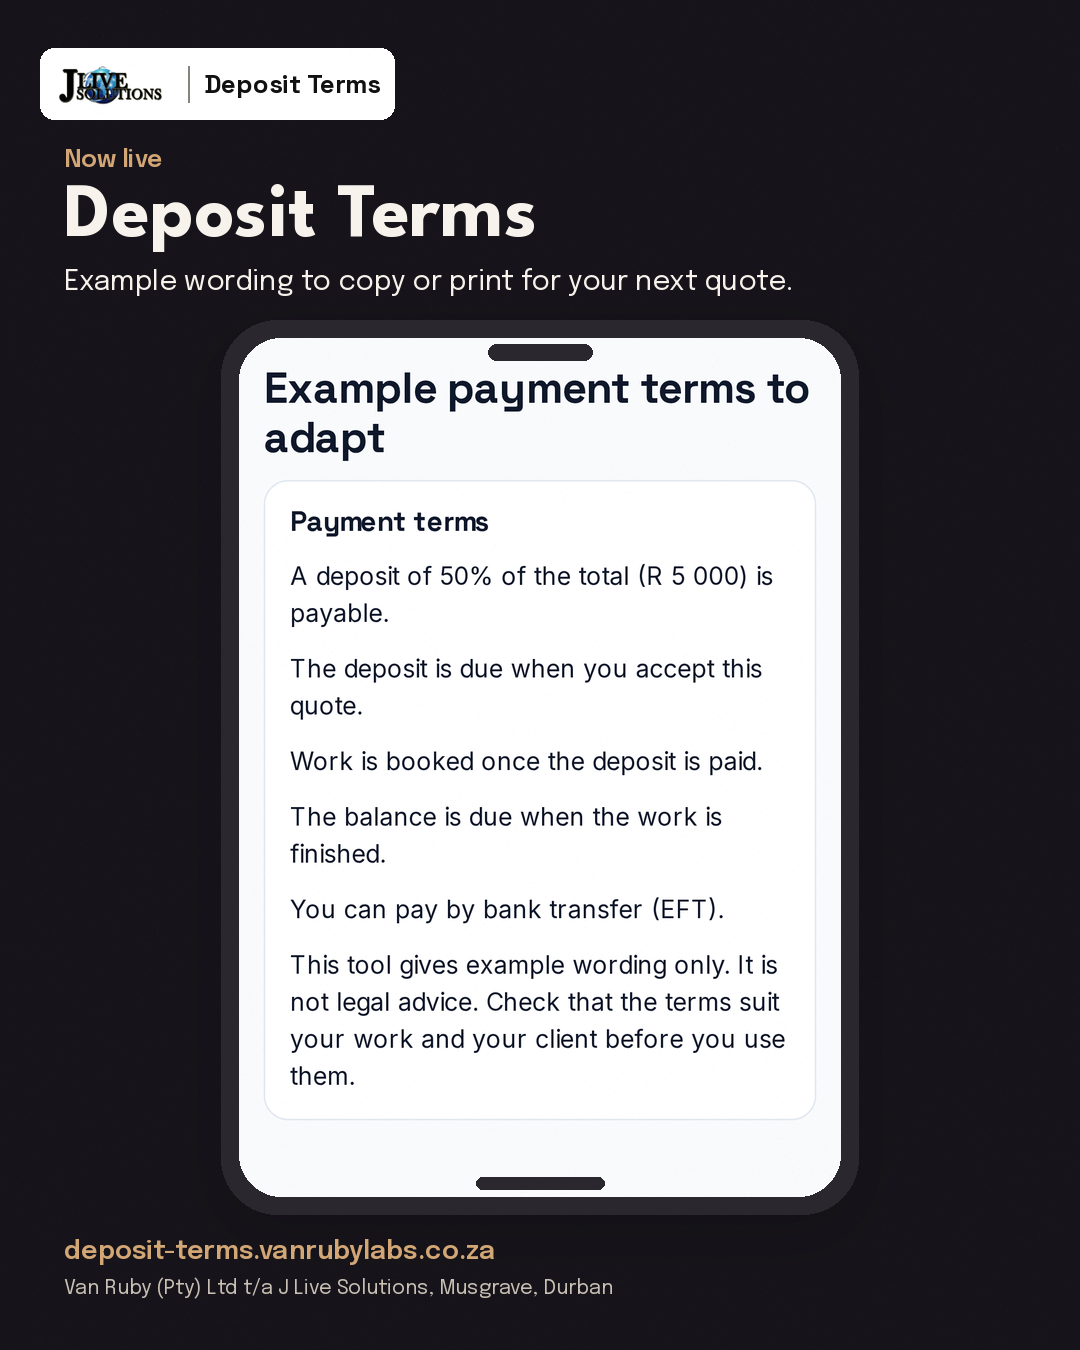 J LIVE SOLUTIONS
Deposit Terms
Now live
Deposit Terms
Example wording to copy or print for your next quote.
Example payment terms to
adapt
Payment terms
A deposit of 50% of the total (R 5 000) is
payable.
The deposit is due when you accept this
quote.
Work is booked once the deposit is paid.
The balance is due when the work is
finished.
You can pay by bank transfer (EFT).
This tool gives example wording only. It is
not legal advice. Check that the terms suit
your work and your client before you use
them.
deposit-terms.vanrubylabs.co.za
Van Ruby (Pty) Ltd t/a J Live Solutions, Musgrave, Durban